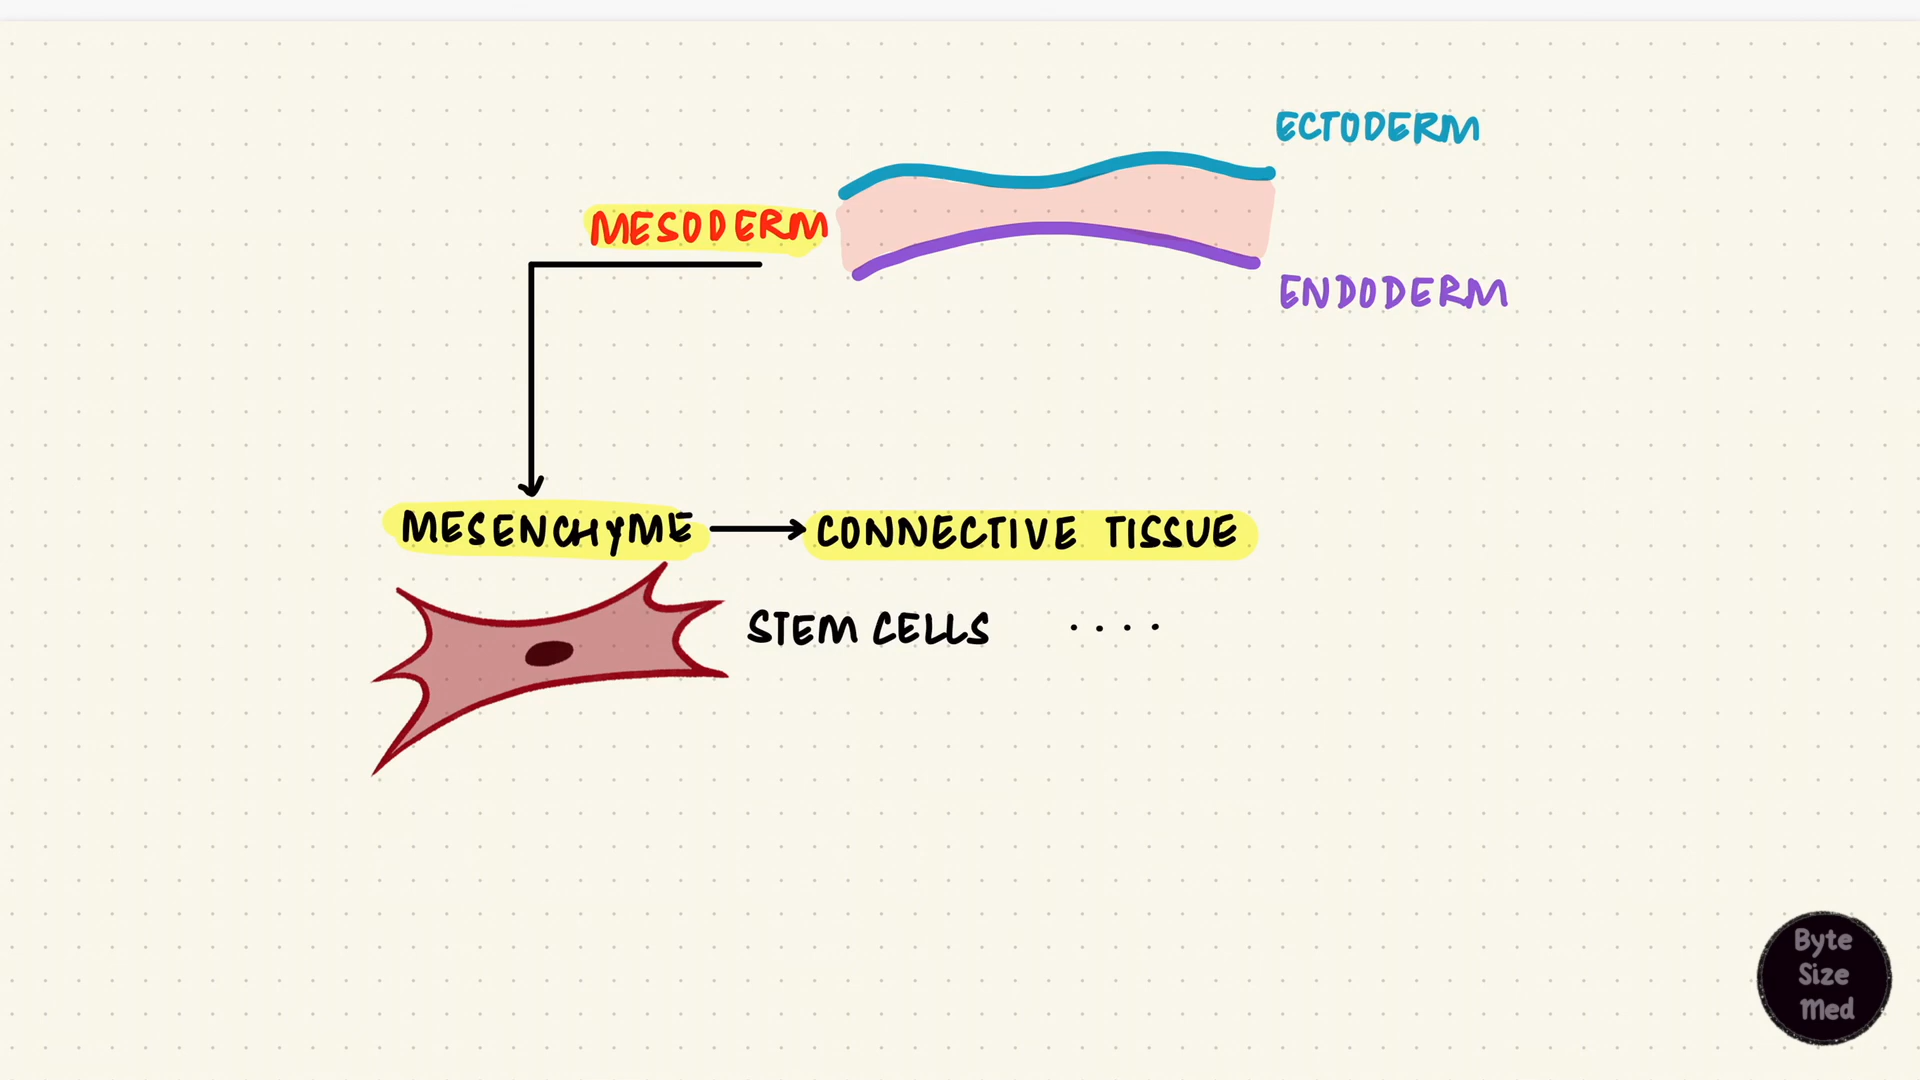 ECTODERM
MESODERM
ENDODERM
MESENCHYME
CONNECTIVE TISSUE
STEM CELLS ....
Byte
Size
Med